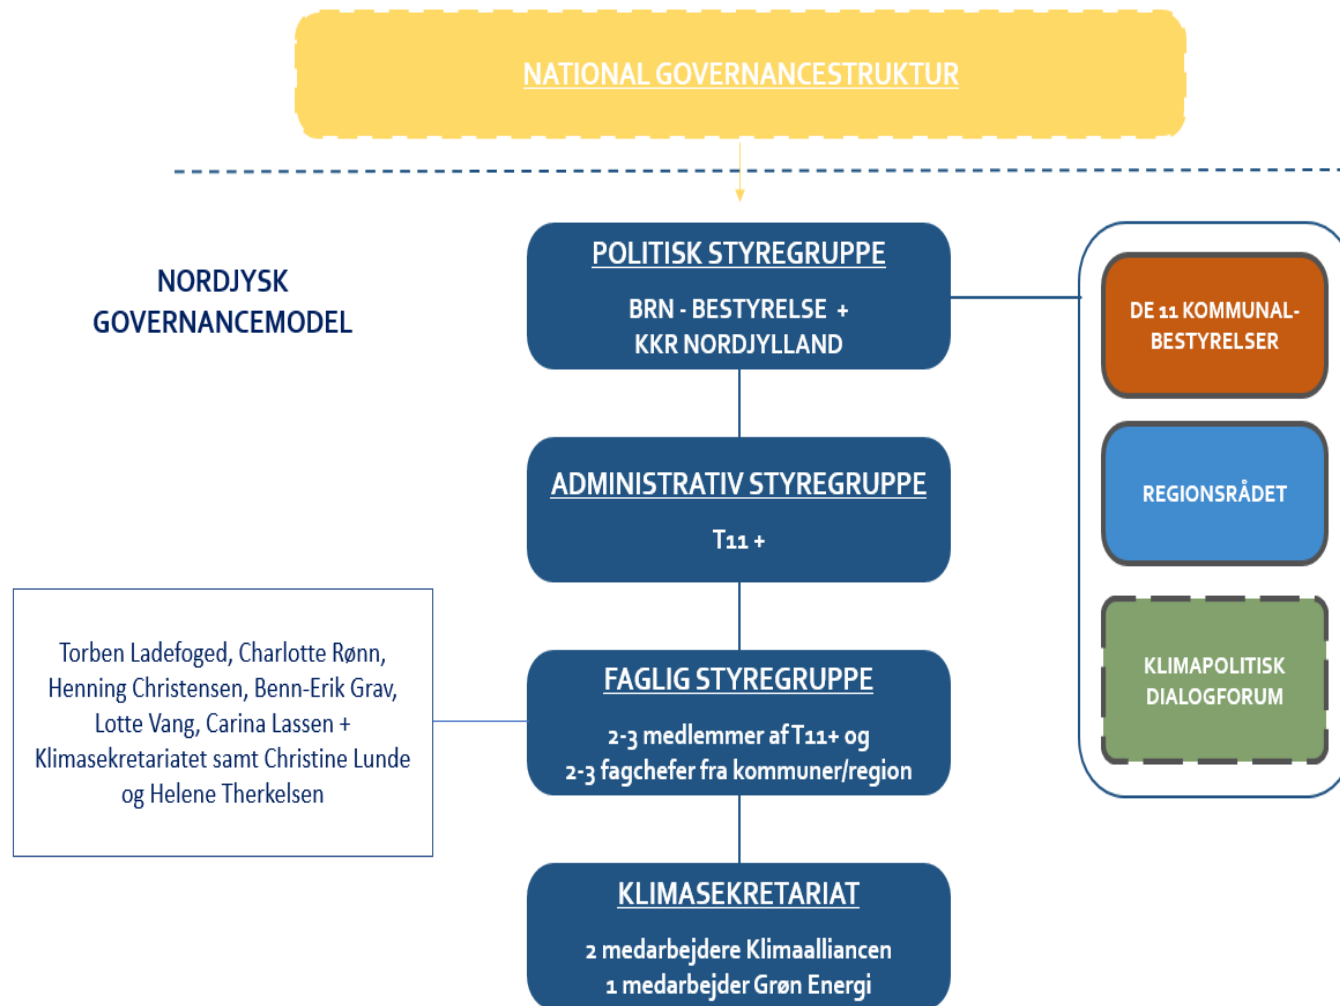 NATIONAL GOVERNANCESTRUKTUR
NORDJYSK
GOVERNANCEMODEL
POLITISK STYREGRUPPE
BRN - BESTYRELSE +
KKR NORDJYLLAND
DE 11 KOMMUNAL-
BESTYRELSER
REGIONSRÅDET
KLIMAPOLITISK
DIALOGFORUM
ADMINISTRATIV STYREGRUPPE
T11 +
Torben Ladefoged, Charlotte Rønn,
Henning Christensen, Benn-Erik Grav,
Lotte Vang, Carina Lassen +
Klimasekretariatet samt Christine Lunde
og Helene Therkelsen
FAGLIG STYREGRUPPE
2-3 medlemmer af T11+ og
2-3 fagchefer fra kommuner/region
KLIMASEKRETARIAT
2 medarbejdere Klimaalliancen
1 medarbejder Grøn Energi